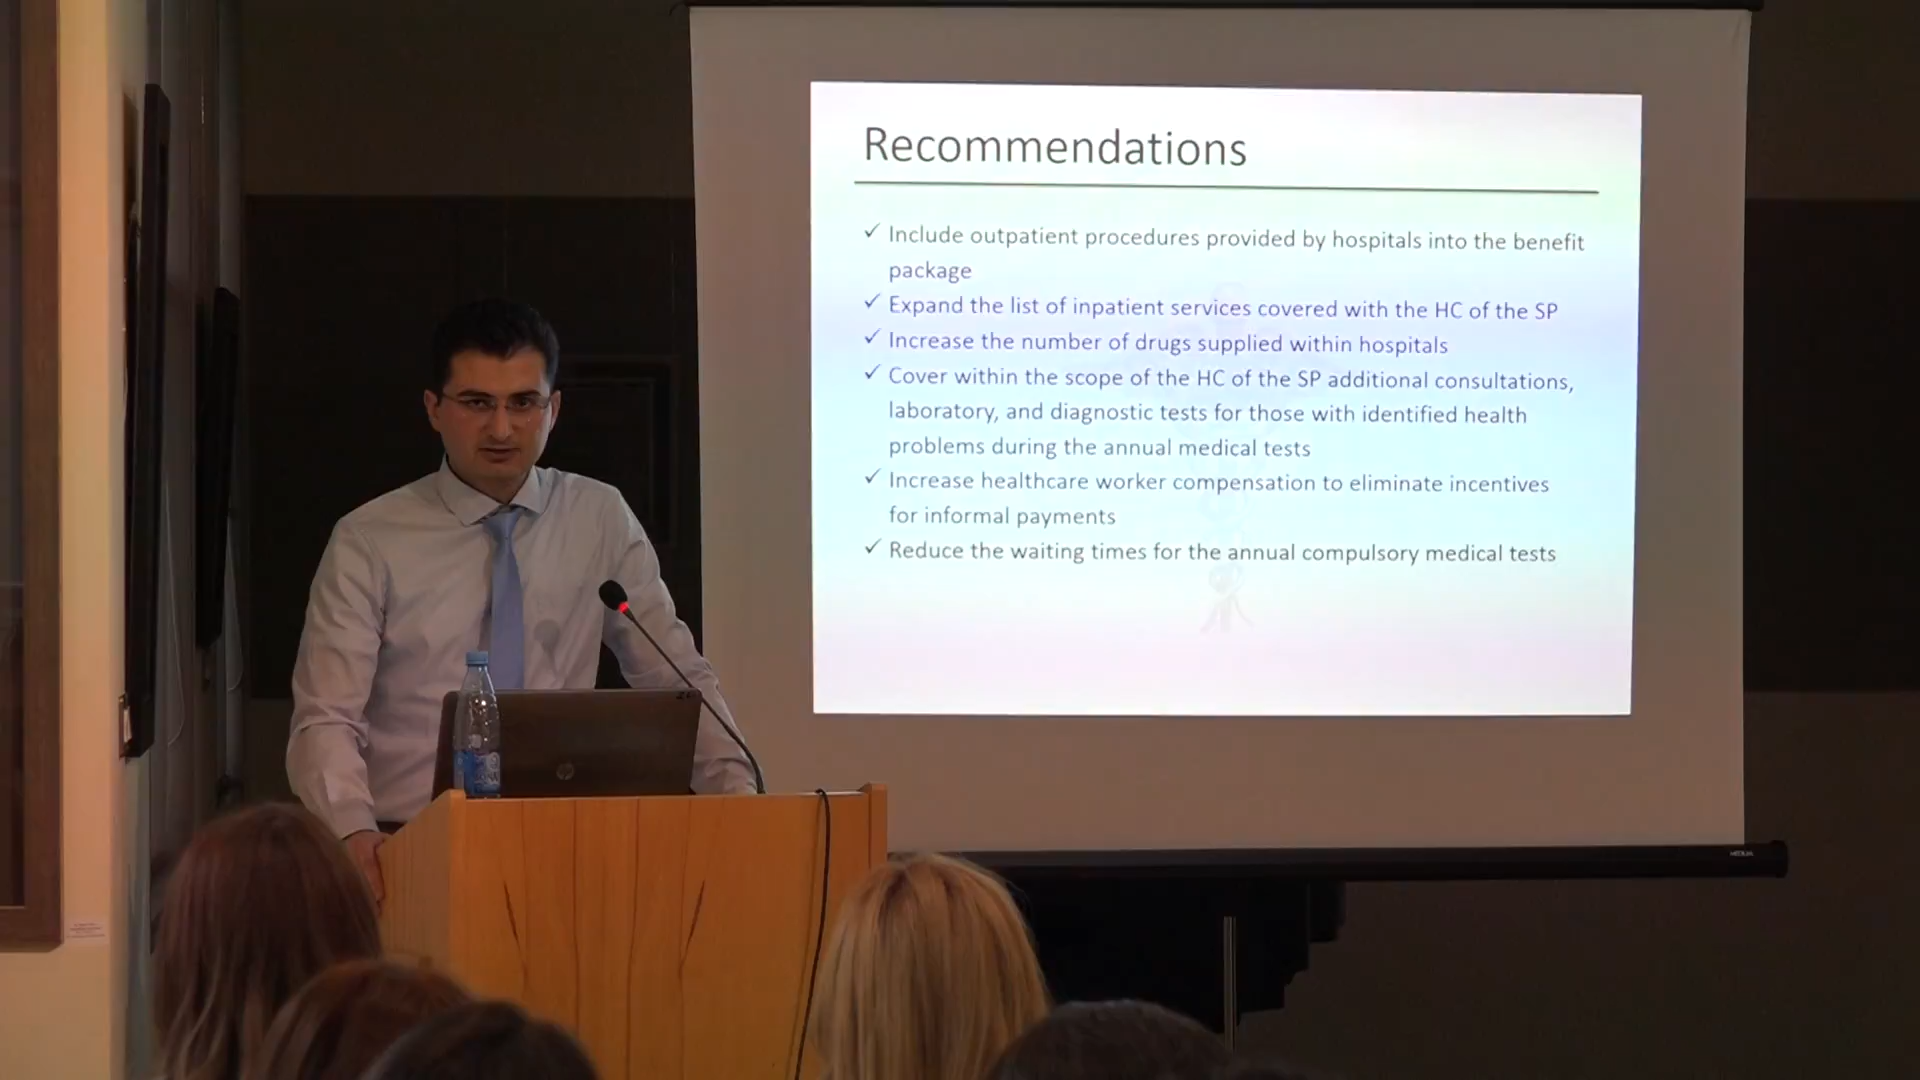 Recommendations
✓ Include outpatient procedures provided by hospitals into the benefit
package
✓ Expand the list of inpatient services covered with the HC of the SP
✓ Increase the number of drugs supplied within hospitals
✓ Cover within the scope of the HC of the SP additional consultations,
laboratory, and diagnostic tests for those with identified health
problems during the annual medical tests
✓ Increase healthcare worker compensation to eliminate incentives
for informal payments
✓ Reduce the waiting times for the annual compulsory medical tests
hp